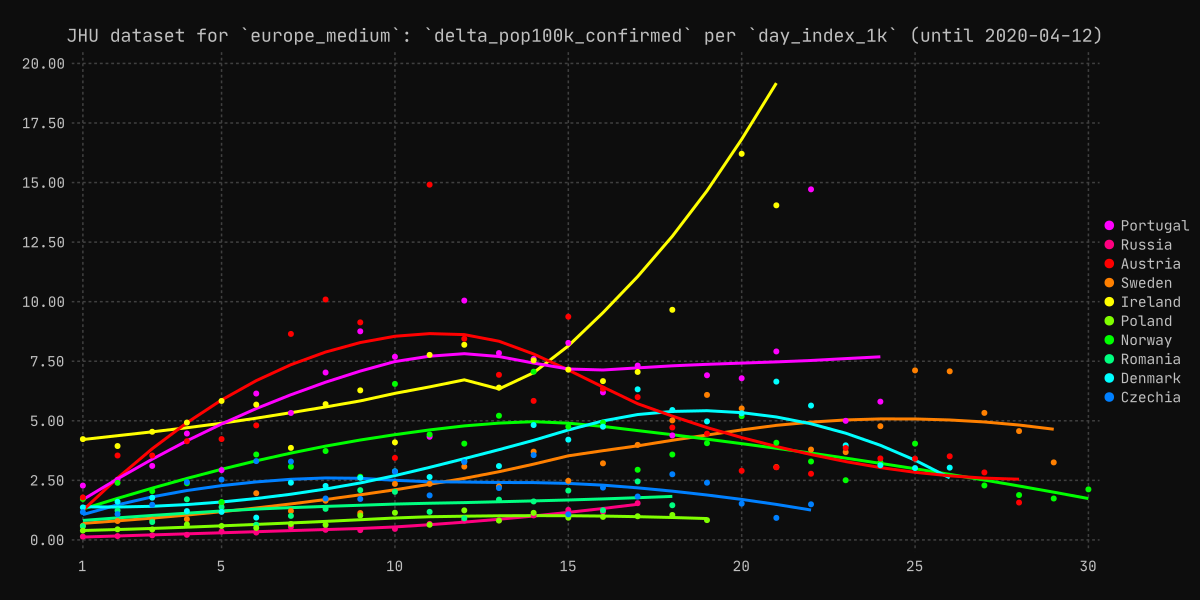 JHU dataset for `europe_medium`: `delta_pop100k_confirmed` per `day_index_1k` (until 2020-04-12)
20.00
17.50
15.00
12.50
10.00
7.50
5.00
2.50
0.00
1 5 10 15 20 25 30
Portugal
Russia
Austria
Sweden
Ireland
Poland
Norway
Romania
Denmark
Czechia